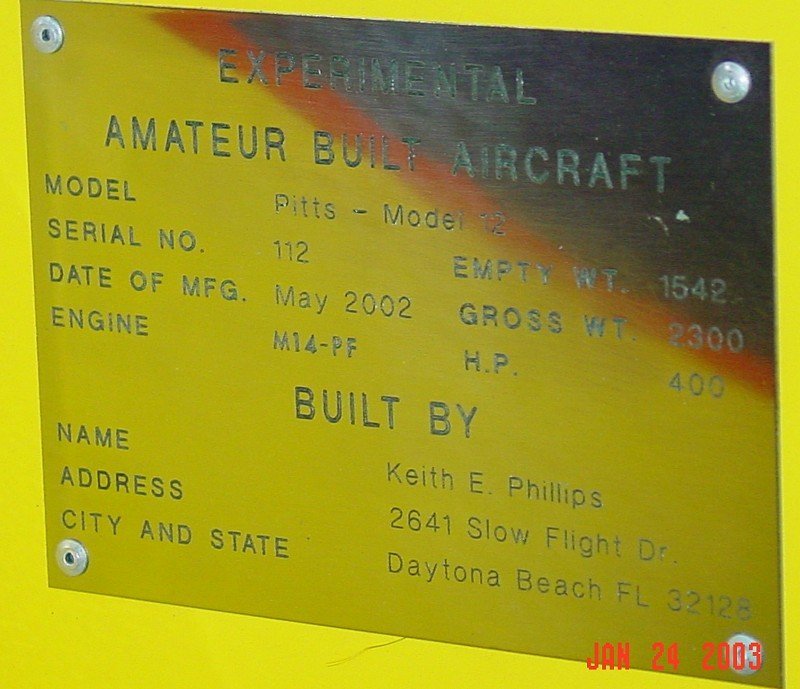 EXPERIMENTAL
AMATEUR BUILT AIRCRAFT
MODEL Pitts - Model 12
SERIAL NO. 112 EMPTY WT. 1542
DATE OF MFG. May 2002 GROSS WT. 2300
ENGINE M14-PF H.P. 400
BUILT BY
NAME Keith E. Phillips
ADDRESS 2641 Slow Flight Dr.
CITY AND STATE Daytona Beach FL 32128
JAN 24 2003